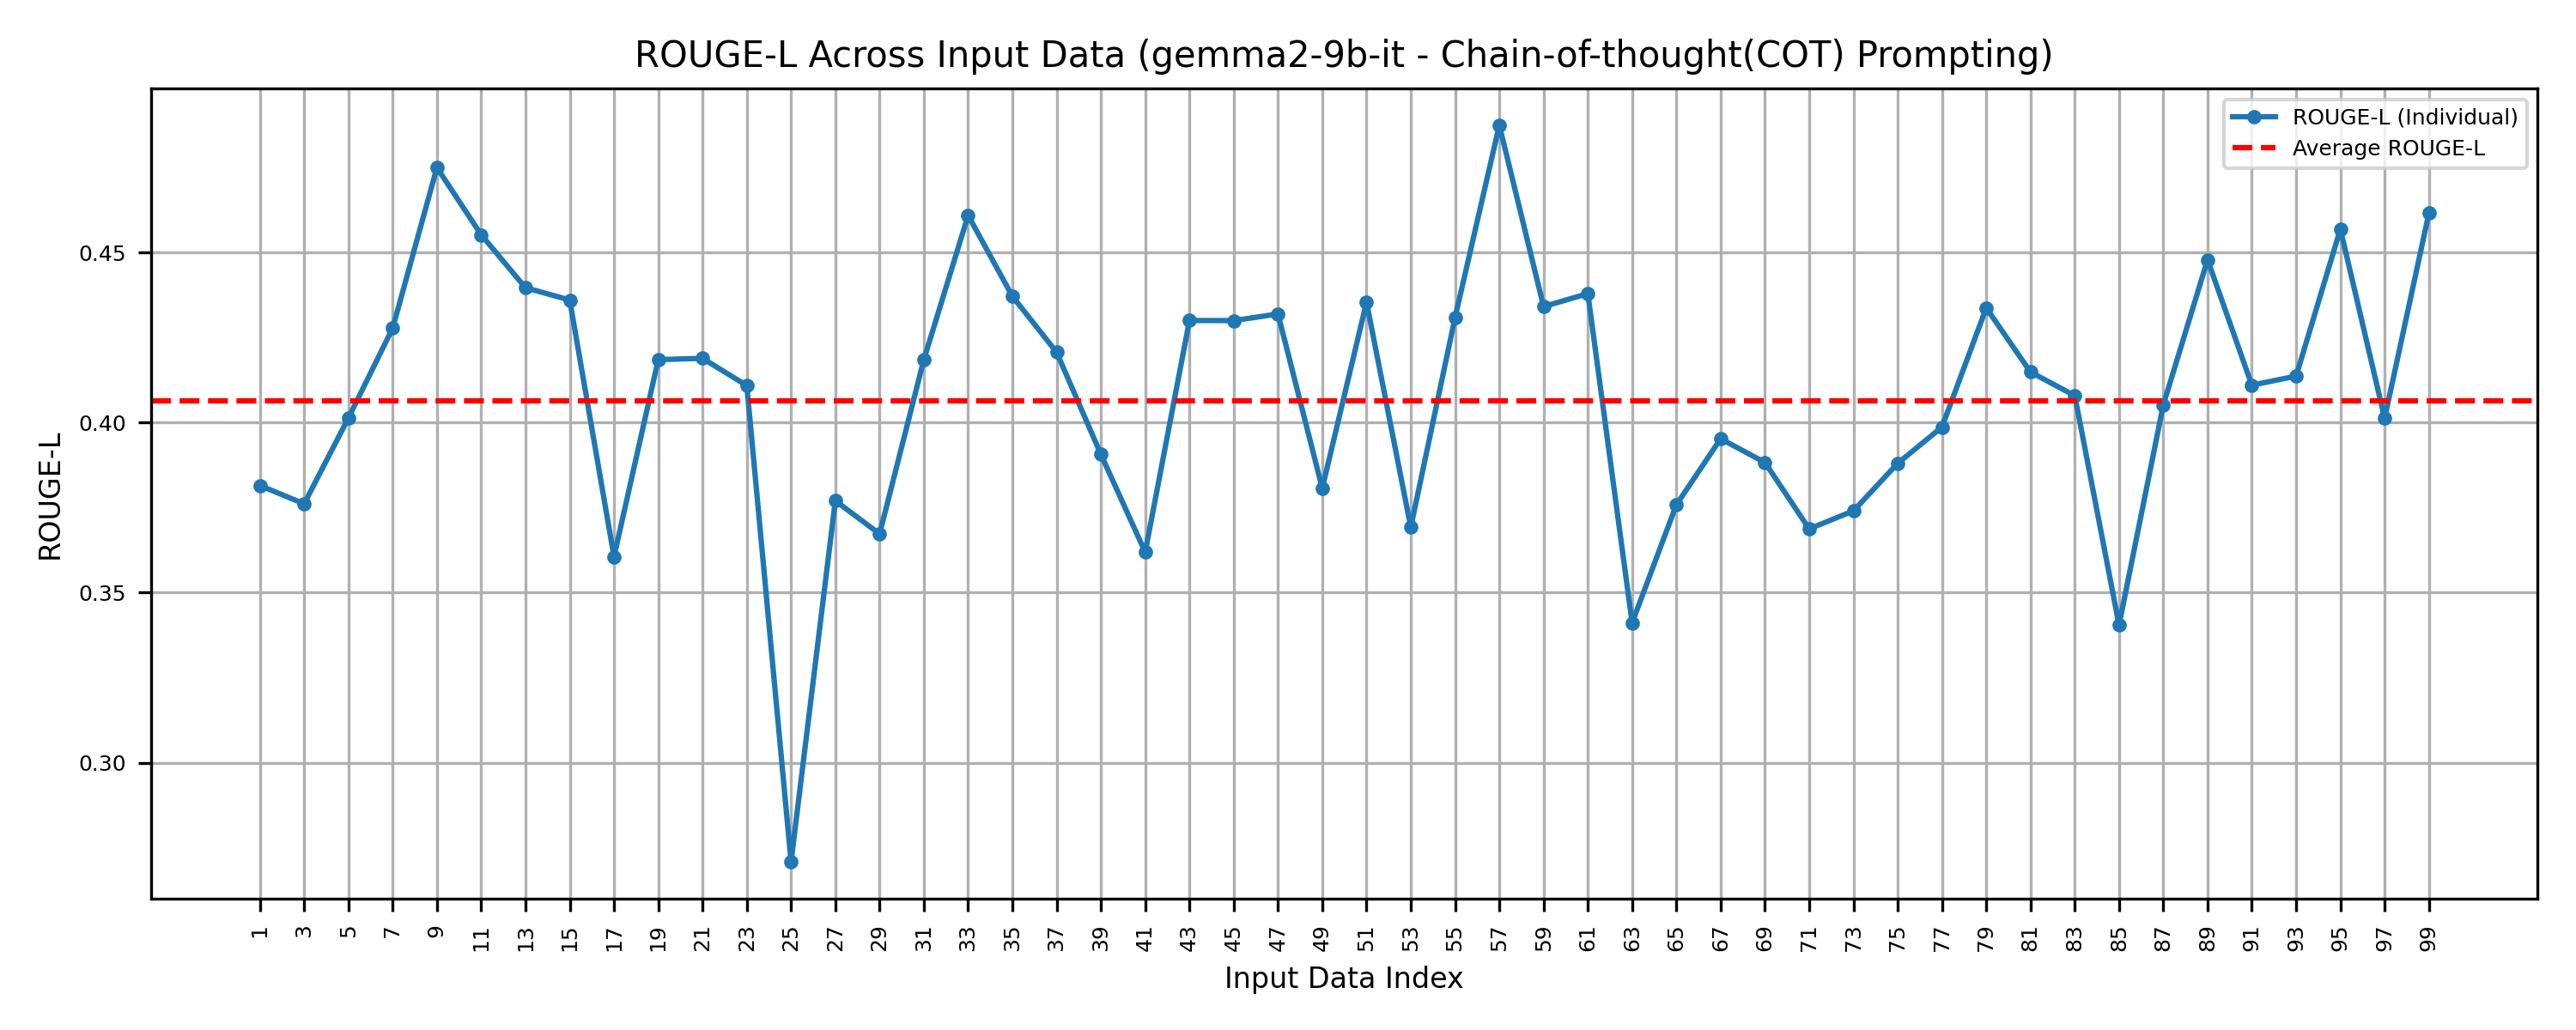 ROUGE-L Across Input Data (gemma2-9b-it - Chain-of-thought(COT) Prompting)
ROUGE-L (Individual)
Average ROUGE-L
0.45
0.40
0.35
0.30
ROUGE-L
1 3 5 7 9 11 13 15 17 19 21 23 25 27 29 31 33 35 37 39 41 43 45 47 49 51 53 55 57 59 61 63 65 67 69 71 73 75 77 79 81 83 85 87 89 91 93 95 97 99
Input Data Index